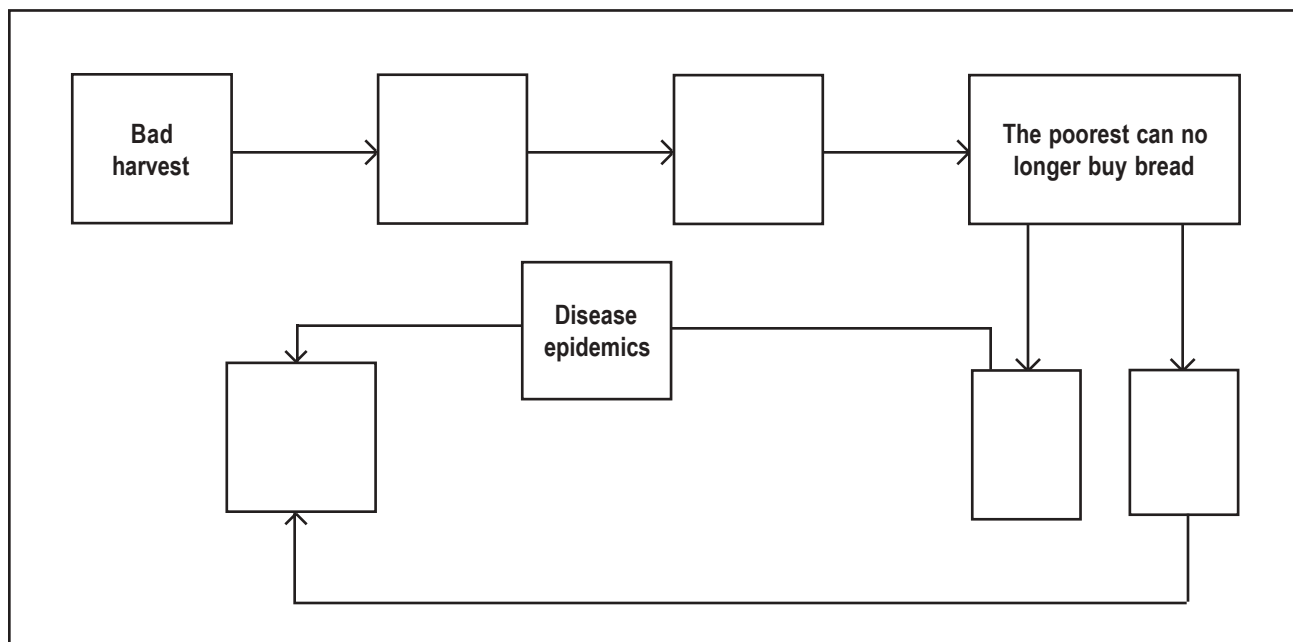 Bad
harvest
The poorest can no
longer buy bread
Disease
epidemics